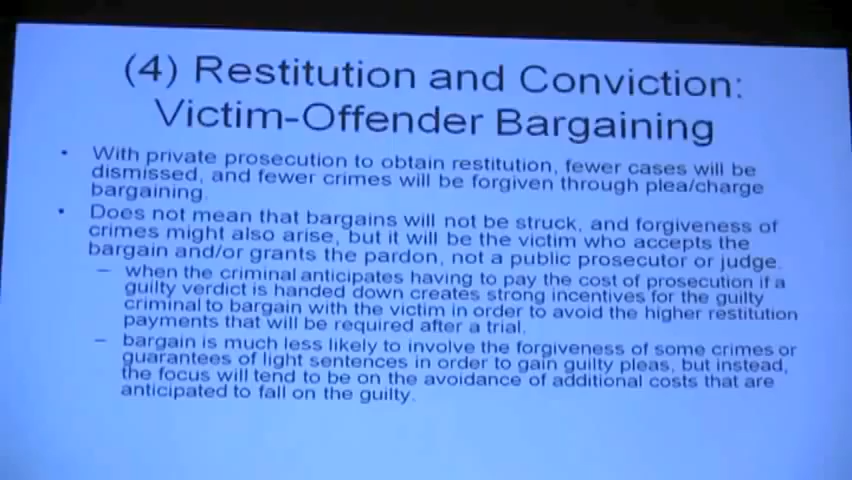 (4) Restitution and Conviction:
Victim-Offender Bargaining
• With private prosecution to obtain restitution, fewer cases will be
dismissed, and fewer crimes will be forgiven through plea/charge
bargaining.
• Does not mean that bargains will not be struck, and forgiveness of
crimes might also arise, but it will be the victim who accepts the
bargain and/or grants the pardon, not a public prosecutor or judge.
– when the criminal anticipates having to pay the cost of prosecution if a
guilty verdict is handed down creates strong incentives for the guilty
criminal to bargain with the victim in order to avoid the higher restitution
payments that will be required after a trial.
– bargain is much less likely to involve the forgiveness of some crimes or
guarantees of light sentences in order to gain guilty pleas, but instead,
the focus will tend to be on the avoidance of additional costs that are
anticipated to fall on the guilty.